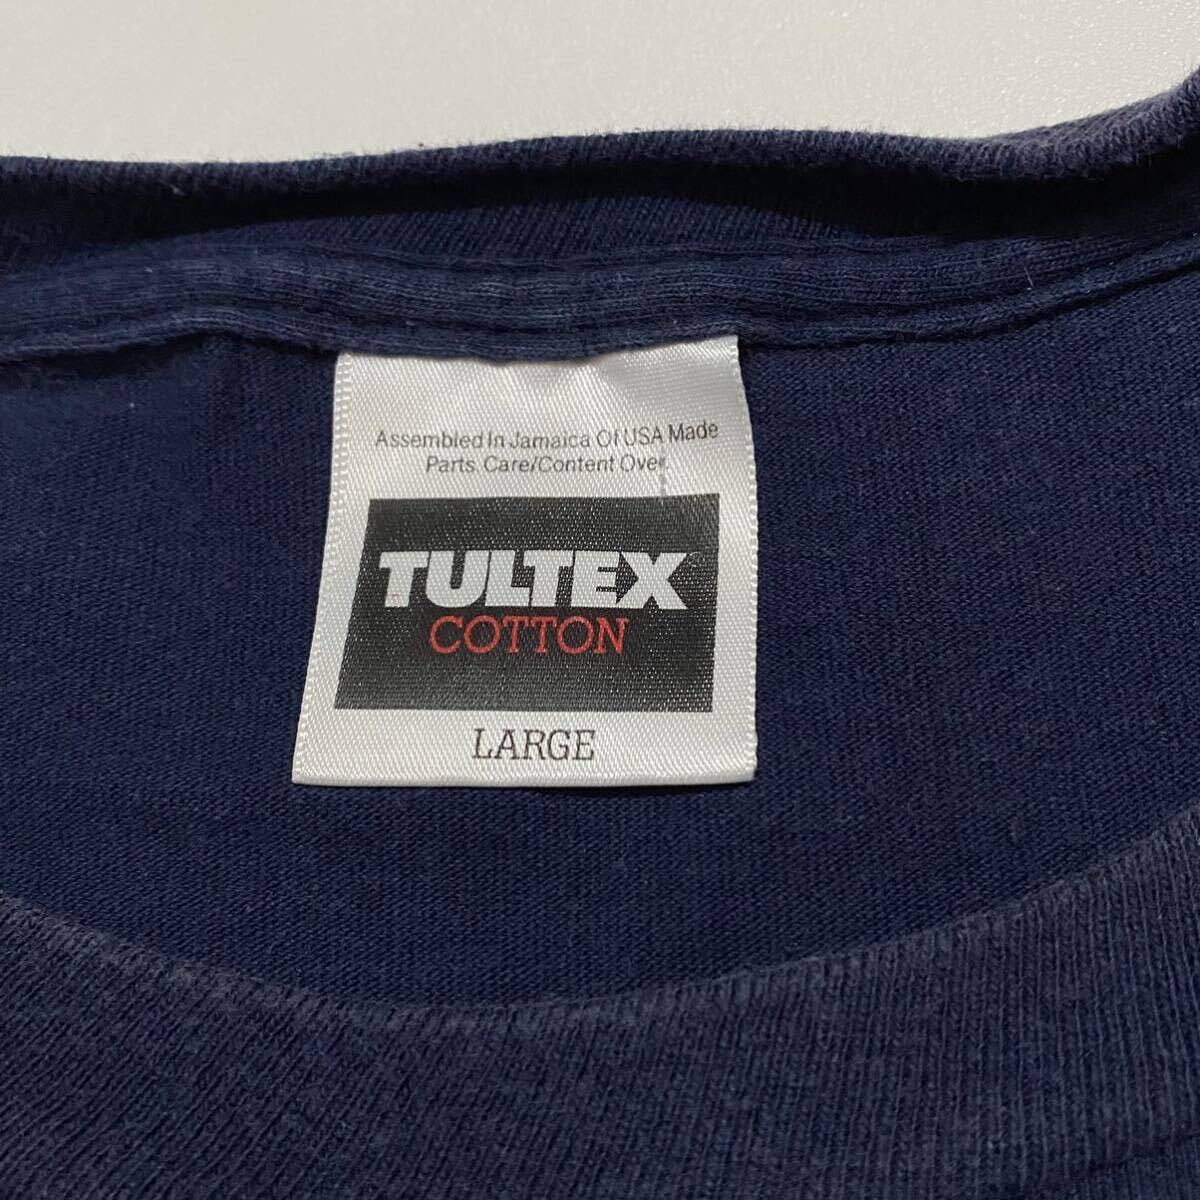 Assembled In Jamaica Of USA Made
Parts. Care/Content Over
TULTEX
COTTON
LARGE